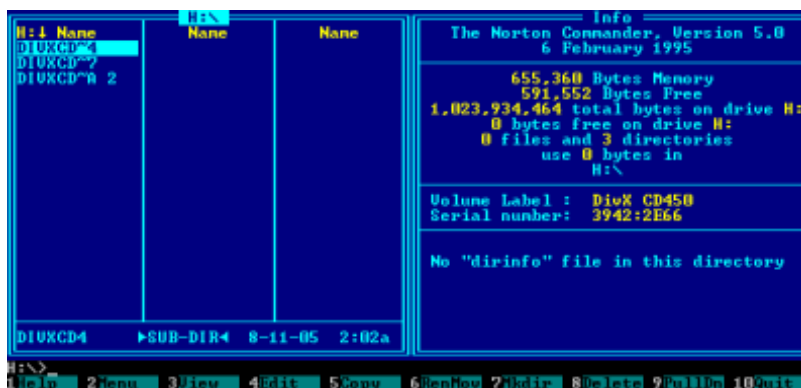 H:\
H:↓ Name Name Name
DIVXCD~4
DIVXCD~7
DIVXCD~A 2
DIVXCD4 ►SUB-DIR◄ 8-11-05 2:02a
Info
The Norton Commander, Version 5.0
6 February 1995
655,360 Bytes Memory
591,552 Bytes Free
1,023,934,464 total bytes on drive H:
0 bytes free on drive H:
0 files and 3 directories
use 0 bytes in
H:\
Volume Label : DivX CD450
Serial number: 3942:2E66
No "dirinfo" file in this directory
H:\>_
1Help 2Menu 3View 4Edit 5Copy 6RenMov 7Mkdir 8Delete 9PullDn 10Quit